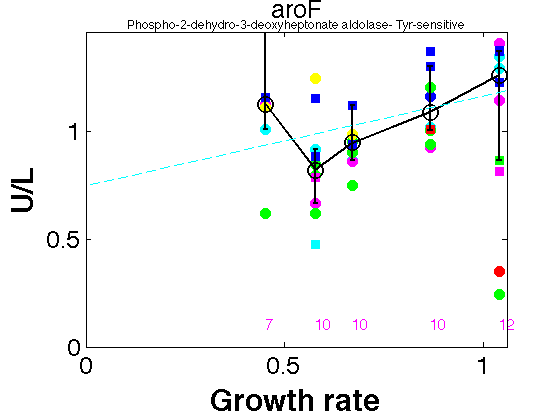 aroF
Phospho-2-dehydro-3-deoxyheptonate aldolase- Tyr-sensitive
U/L
1
0.5
0
7 10 10 10 12
0 0.5 1
Growth rate